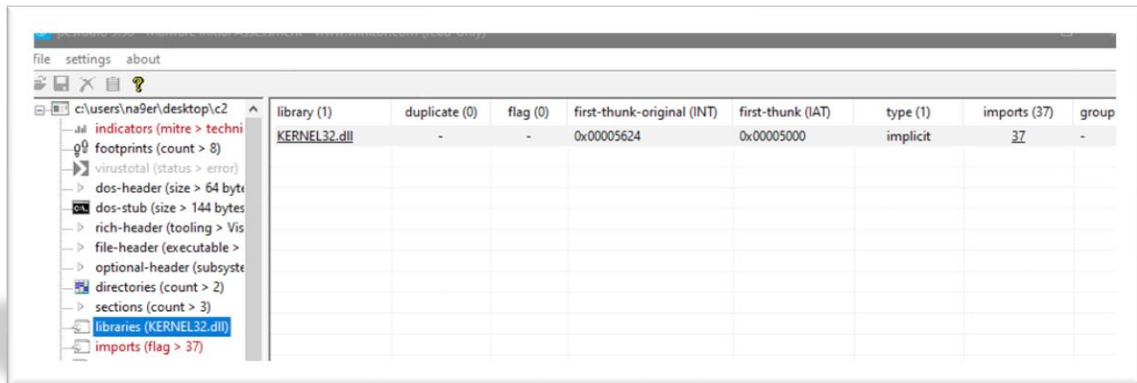 file settings about
c:\users\na9er\desktop\c2
library (1) duplicate (0) flag (0) first-thunk-original (INT) first-thunk (IAT) type (1) imports (37) group
KERNEL32.dll - - 0x00005624 0x00005000 implicit 37 -
indicators (mitre > techni
footprints (count > 8)
virustotal (status > error)
dos-header (size > 64 byte
dos-stub (size > 144 bytes
rich-header (tooling > Vis
file-header (executable >
optional-header (subsyste
directories (count > 2)
sections (count > 3)
libraries (KERNEL32.dll)
imports (flag > 37)